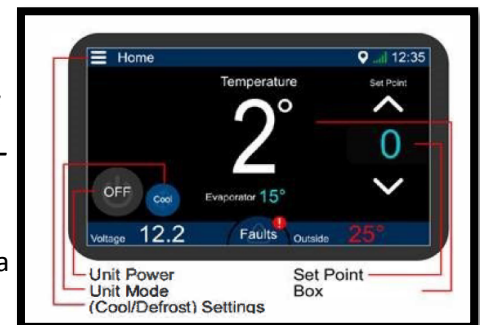 Home 12:35
Temperature Set Point
2°
0
OFF Cool Evaporator 15°
Voltage 12.2 Faults ! Outside 25°
Unit Power Set Point
Unit Mode Box
(Cool/Defrost) Settings
a